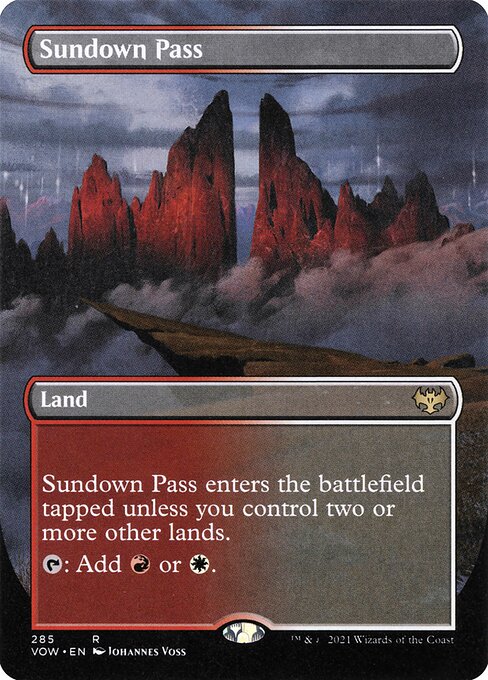 Sundown Pass
Land
Sundown Pass enters the battlefield
tapped unless you control two or
more other lands.
: Add or .
285 R
VOW • EN Johannes Voss
™ & © 2021 Wizards of the Coast